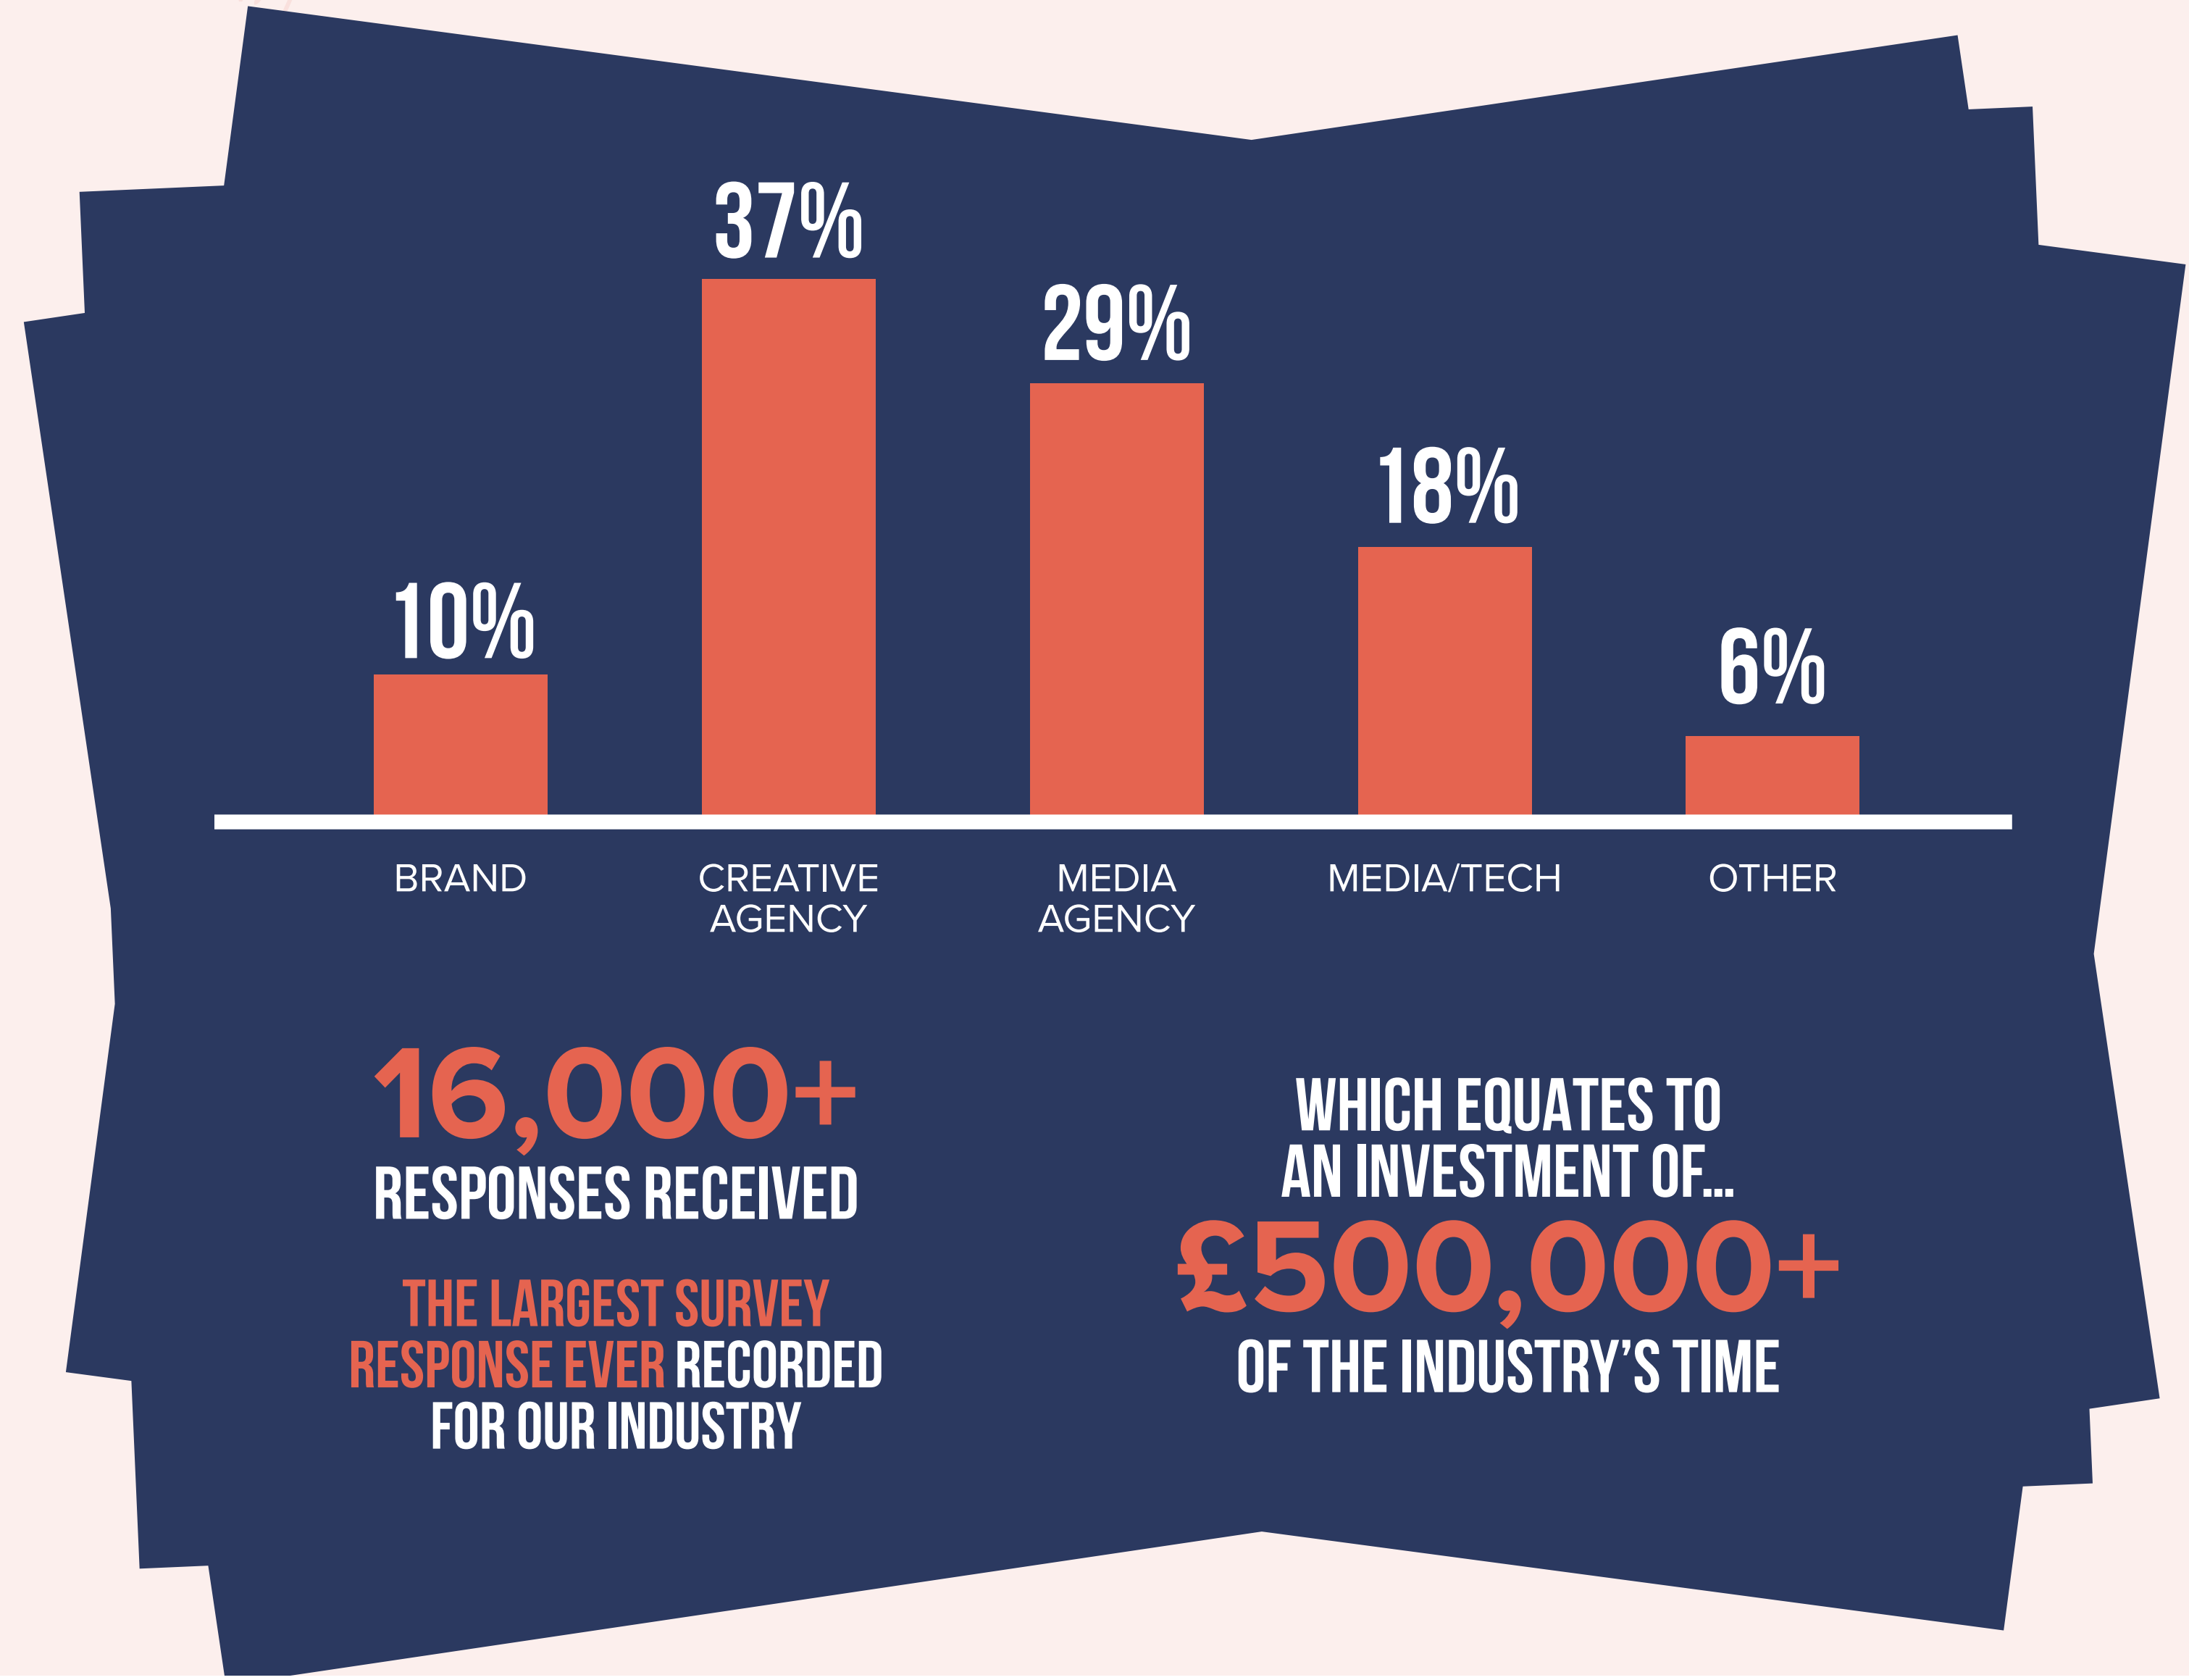 37%
29%
18%
10%
6%
BRAND
CREATIVE
AGENCY
MEDIA
AGENCY
MEDIA/TECH
OTHER
16,000+
RESPONSES RECEIVED
THE LARGEST SURVEY
RESPONSE EVER RECORDED
FOR OUR INDUSTRY
WHICH EQUATES TO
AN INVESTMENT OF...
£500,000+
OF THE INDUSTRY'S TIME